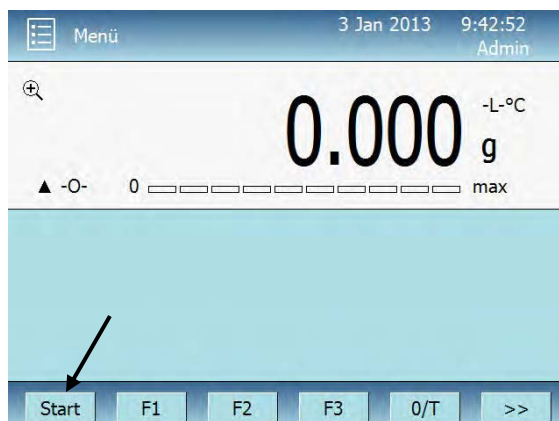 Menü 3 Jan 2013 9:42:52
Admin
0.000 -L-°C
g
▲ -O- 0 max
Start F1 F2 F3 0/T >>